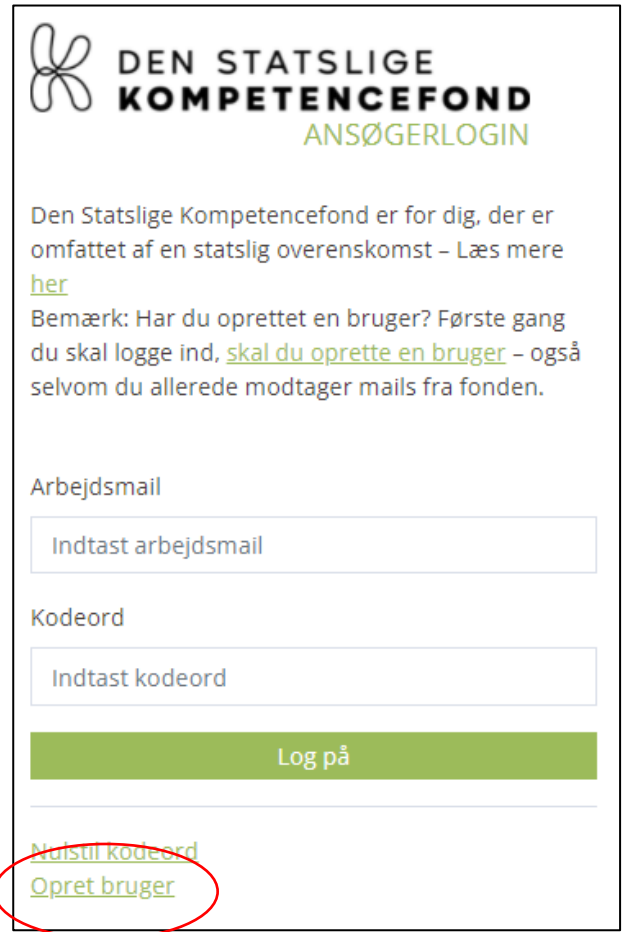 DEN STATSLIGE
KOMPETENCEFOND
ANSØGERLOGIN
Den Statslige Kompetencefond er for dig, der er
omfattet af en statslig overenskomst – Læs mere
her
Bemærk: Har du oprettet en bruger? Første gang
du skal logge ind, skal du oprette en bruger – også
selvom du allerede modtager mails fra fonden.
Arbejdsmail
Indtast arbejdsmail
Kodeord
Indtast kodeord
Log på
Nulstil kodeord
Opret bruger